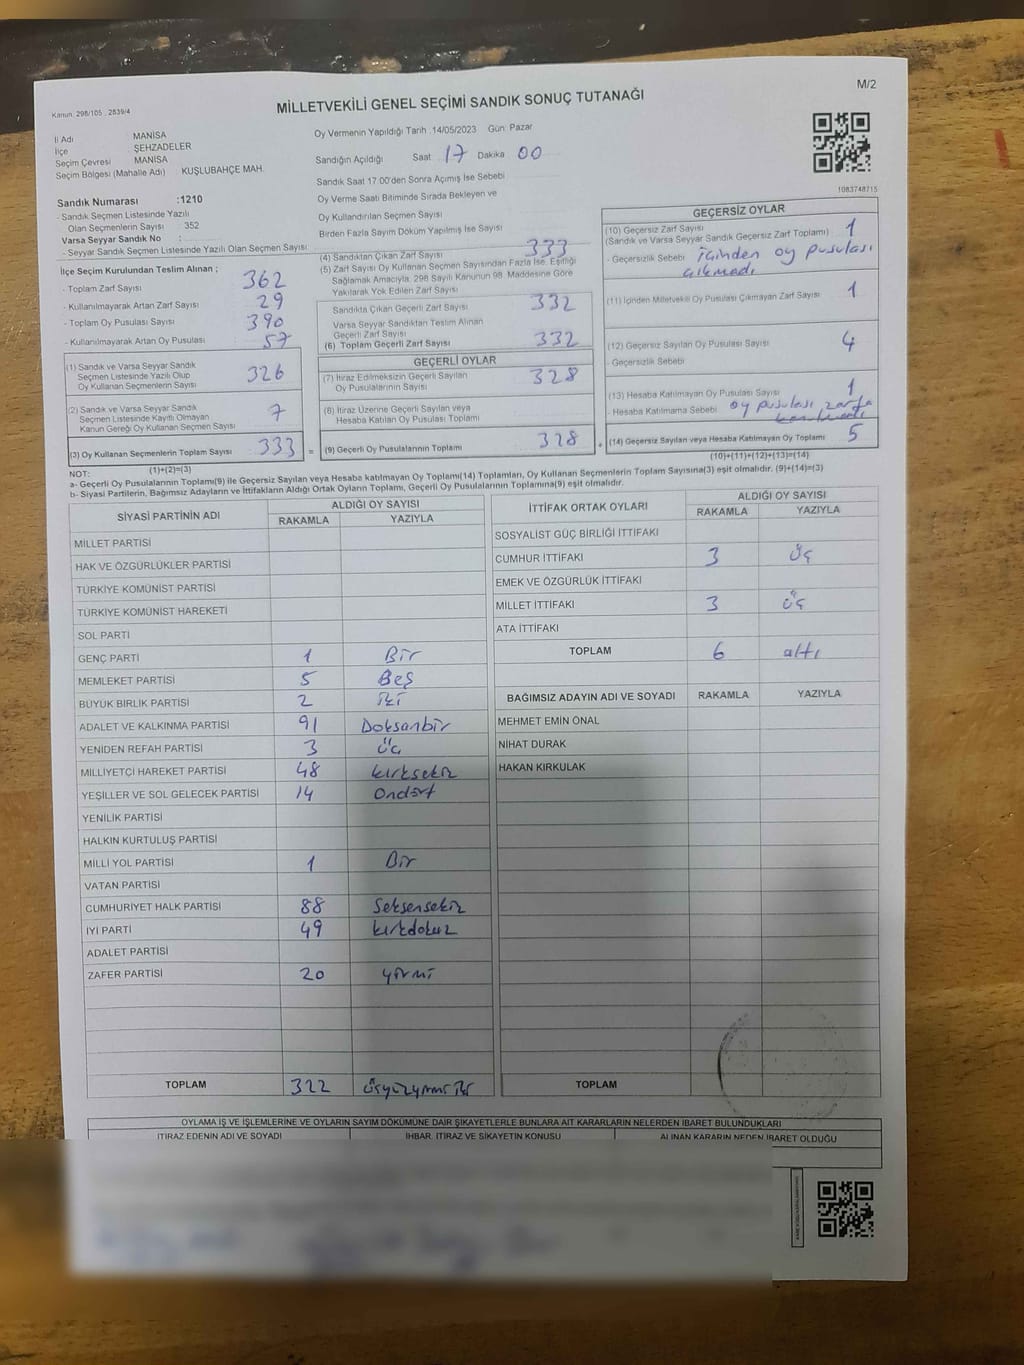 M/2
Kanun: 298/105 , 2839/4
MİLLETVEKİLİ GENEL SEÇİMİ SANDIK SONUÇ TUTANAĞI
İl Adı : MANİSA
İlçe : ŞEHZADELER
Seçim Çevresi : MANİSA
Seçim Bölgesi (Mahalle Adı) KUŞLUBAHÇE MAH.
Sandık Numarası :1210
- Sandık Seçmen Listesinde Yazılı
Olan Seçmenlerin Sayısı : 352
Varsa Seyyar Sandık No :
- Seyyar Sandık Seçmen Listesinde Yazılı Olan Seçmen Sayısı:
İlçe Seçim Kurulundan Teslim Alınan ;
- Toplam Zarf Sayısı 362
- Kullanılmayarak Artan Zarf Sayısı 29
- Toplam Oy Pusulası Sayısı 390
- Kullanılmayarak Artan Oy Pusulası 57
(1) Sandık ve Varsa Seyyar Sandık
Seçmen Listesinde Yazılı Olup
Oy Kullanan Seçmenlerin Sayısı 326
(2) Sandık ve Varsa Seyyar Sandık
Seçmen Listesinde Kayıtlı Olmayan
Kanun Gereği Oy Kullanan Seçmen Sayısı 7
(3) Oy Kullanan Seçmenlerin Toplam Sayısı 333
(1)+(2)=(3)
Oy Vermenin Yapıldığı Tarih :14/05/2023 Gün: Pazar
Sandığın Açıldığı Saat 17 Dakika 00
Sandık Saat 17:00'den Sonra Açımış İse Sebebi
Oy Verme Saati Bitiminde Sırada Bekleyen ve
Oy Kullandırılan Seçmen Sayısı
Birden Fazla Sayım Döküm Yapılmış İse Sayısı
(4) Sandıktan Çıkan Zarf Sayısı 333
(5) Zarf Sayısı Oy Kullanan Seçmen Sayısından Fazla İse, Eşitliği
Sağlamak Amacıyla, 298 Sayılı Kanunun 98. Maddesine Göre
Yakılarak Yok Edilen Zarf Sayısı
Sandıkta Çıkan Geçerli Zarf Sayısı 332
Varsa Seyyar Sandıktan Teslim Alınan
Geçerli Zarf Sayısı
(6) Toplam Geçerli Zarf Sayısı 332
GEÇERLİ OYLAR
(7) İtiraz Edilmeksizin Geçerli Sayılan
Oy Pusulalarının Sayısı 328
(8) İtiraz Üzerine Geçerli Sayılan veya
Hesaba Katılan Oy Pusulası Toplamı
= (9) Geçerli Oy Pusulalarının Toplamı 328
1083748715
GEÇERSİZ OYLAR
(10) Geçersiz Zarf Sayısı 1
(Sandık ve Varsa Seyyar Sandık Geçersiz Zarf Toplamı)
- Geçersizlik Sebebi İçinden oy pusulası
çıkmadı
(11) İçinden Milletvekili Oy Pusulası Çıkmayan Zarf Sayısı 1
(12) Geçersiz Sayılan Oy Pusulası Sayısı 4
- Geçersizlik Sebebi
(13) Hesaba Katılmayan Oy Pusulası Sayısı 1
- Hesaba Katılmama Sebebi oy pusulası zarfa
+ (14) Geçersiz Sayılan veya Hesaba Katılmayan Oy Toplamı 5
(10)+(11)+(12)+(13)=(14)
NOT:
a- Geçerli Oy Pusulalarının Toplamı(9) ile Geçersiz Sayılan veya Hesaba katılmayan Oy Toplamı(14) Toplamları, Oy Kullanan Seçmenlerin Toplam Sayısına(3) eşit olmalıdır. (9)+(14)=(3)
b- Siyasi Partilerin, Bağımsız Adayların ve İttifakların Aldığı Ortak Oyların Toplamı, Geçerli Oy Pusulalarının Toplamına(9) eşit olmalıdır.
SİYASİ PARTİNİN ADI ALDIĞI OY SAYISI
RAKAMLA YAZIYLA
MİLLET PARTİSİ
HAK VE ÖZGÜRLÜKLER PARTİSİ
TÜRKİYE KOMÜNİST PARTİSİ
TÜRKİYE KOMÜNİST HAREKETİ
SOL PARTİ
GENÇ PARTİ 1 Bir
MEMLEKET PARTİSİ 5 Beş
BÜYÜK BİRLİK PARTİSİ 2 İki
ADALET VE KALKINMA PARTİSİ 91 Doksanbir
YENİDEN REFAH PARTİSİ 3 Üç
MİLLİYETÇİ HAREKET PARTİSİ 48 kırksekiz
YEŞİLLER VE SOL GELECEK PARTİSİ 14 Ondört
YENİLİK PARTİSİ
HALKIN KURTULUŞ PARTİSİ
MİLLİ YOL PARTİSİ 1 Bir
VATAN PARTİSİ
CUMHURİYET HALK PARTİSİ 88 Seksensekiz
İYİ PARTİ 49 kırkdokuz
ADALET PARTİSİ
ZAFER PARTİSİ 20 yirmi
TOPLAM 322 üçyüzyirmi iki
İTTİFAK ORTAK OYLARI ALDIĞI OY SAYISI
RAKAMLA YAZIYLA
SOSYALİST GÜÇ BİRLİĞİ İTTİFAKI
CUMHUR İTTİFAKI 3 üç
EMEK VE ÖZGÜRLÜK İTTİFAKI
MİLLET İTTİFAKI 3 üç
ATA İTTİFAKI
TOPLAM 6 altı
BAĞIMSIZ ADAYIN ADI VE SOYADI RAKAMLA YAZIYLA
MEHMET EMİN ÖNAL
NİHAT DURAK
HAKAN KIRKULAK
TOPLAM
OYLAMA İŞ VE İŞLEMLERİNE VE OYLARIN SAYIM DÖKÜMÜNE DAİR ŞİKAYETLERLE BUNLARA AİT KARARLARIN NELERDEN İBARET BULUNDUKLARI
İTİRAZ EDENİN ADI VE SOYADI İHBAR, İTİRAZ VE ŞİKAYETİN KONUSU ALINAN KARARIN NEDEN İBARET OLDUĞU